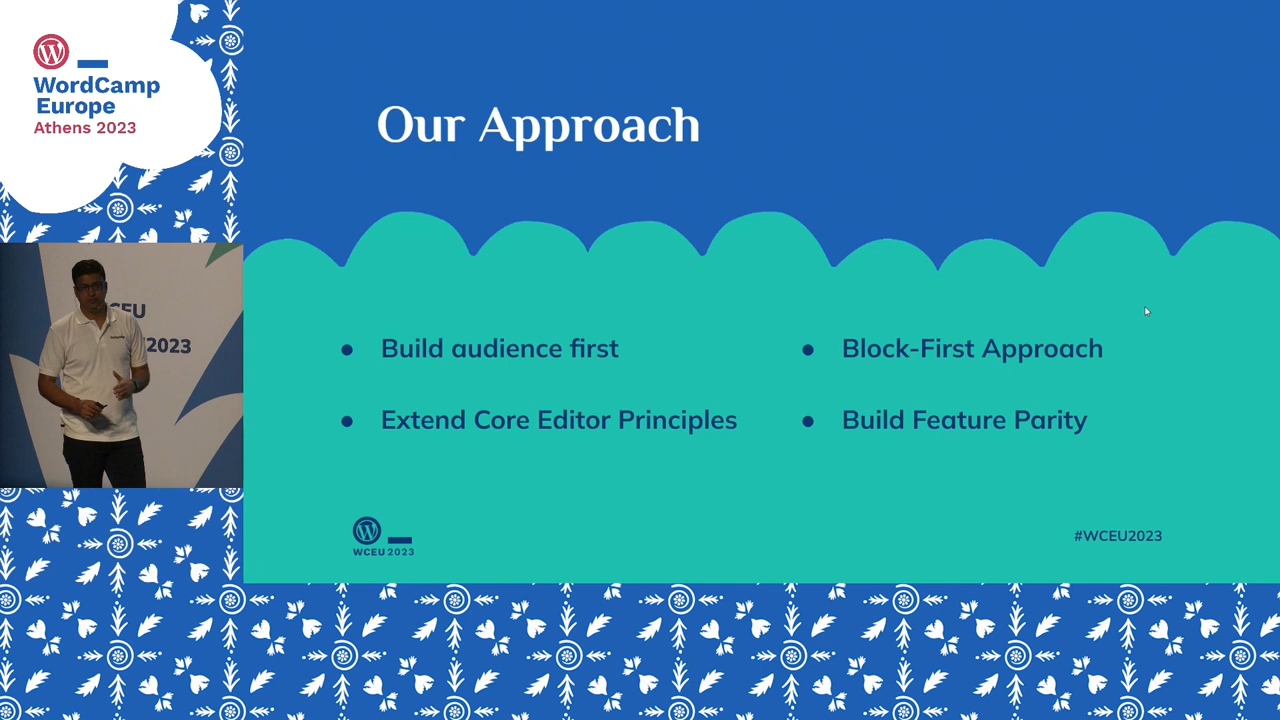 WordCamp
Europe
Athens 2023
Our Approach
Build audience first
Extend Core Editor Principles
Block-First Approach
Build Feature Parity
WCEU 2023
#WCEU2023
CEU
2023